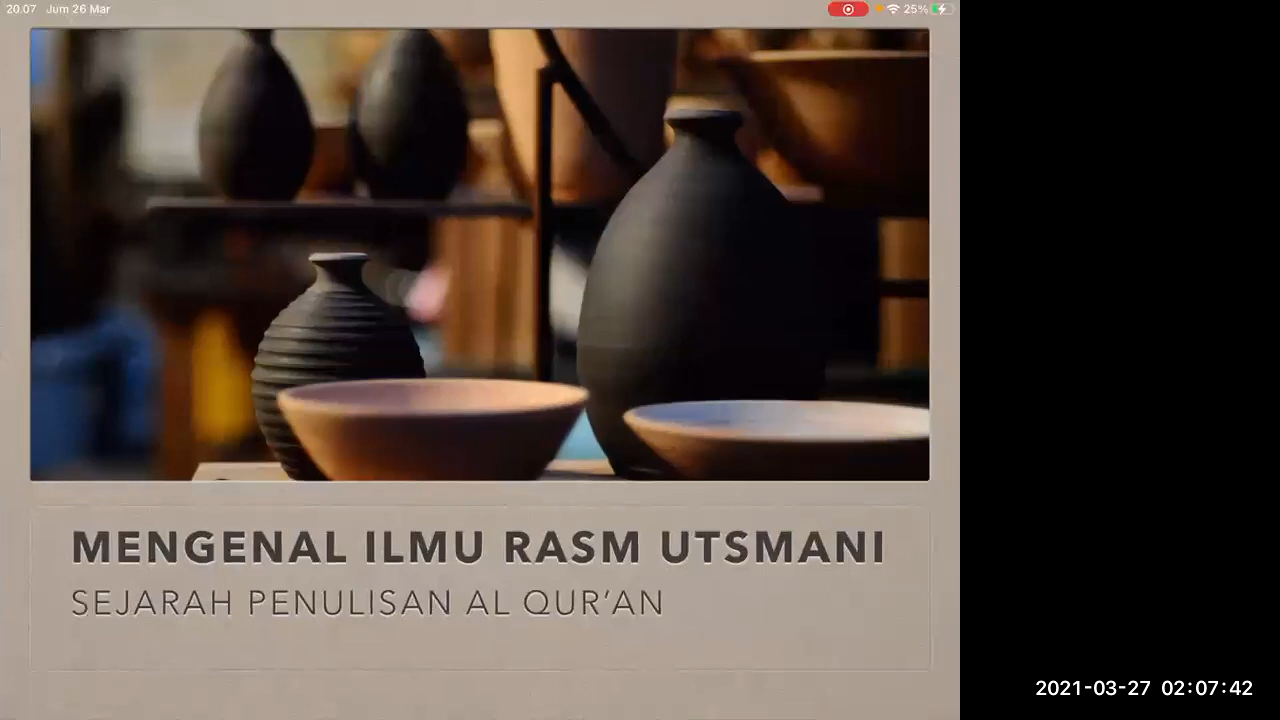 20.07 Jum 26 Mar
25%
MENGENAL ILMU RASM UTSMANI
SEJARAH PENULISAN AL QUR’AN
2021-03-27 02:07:42